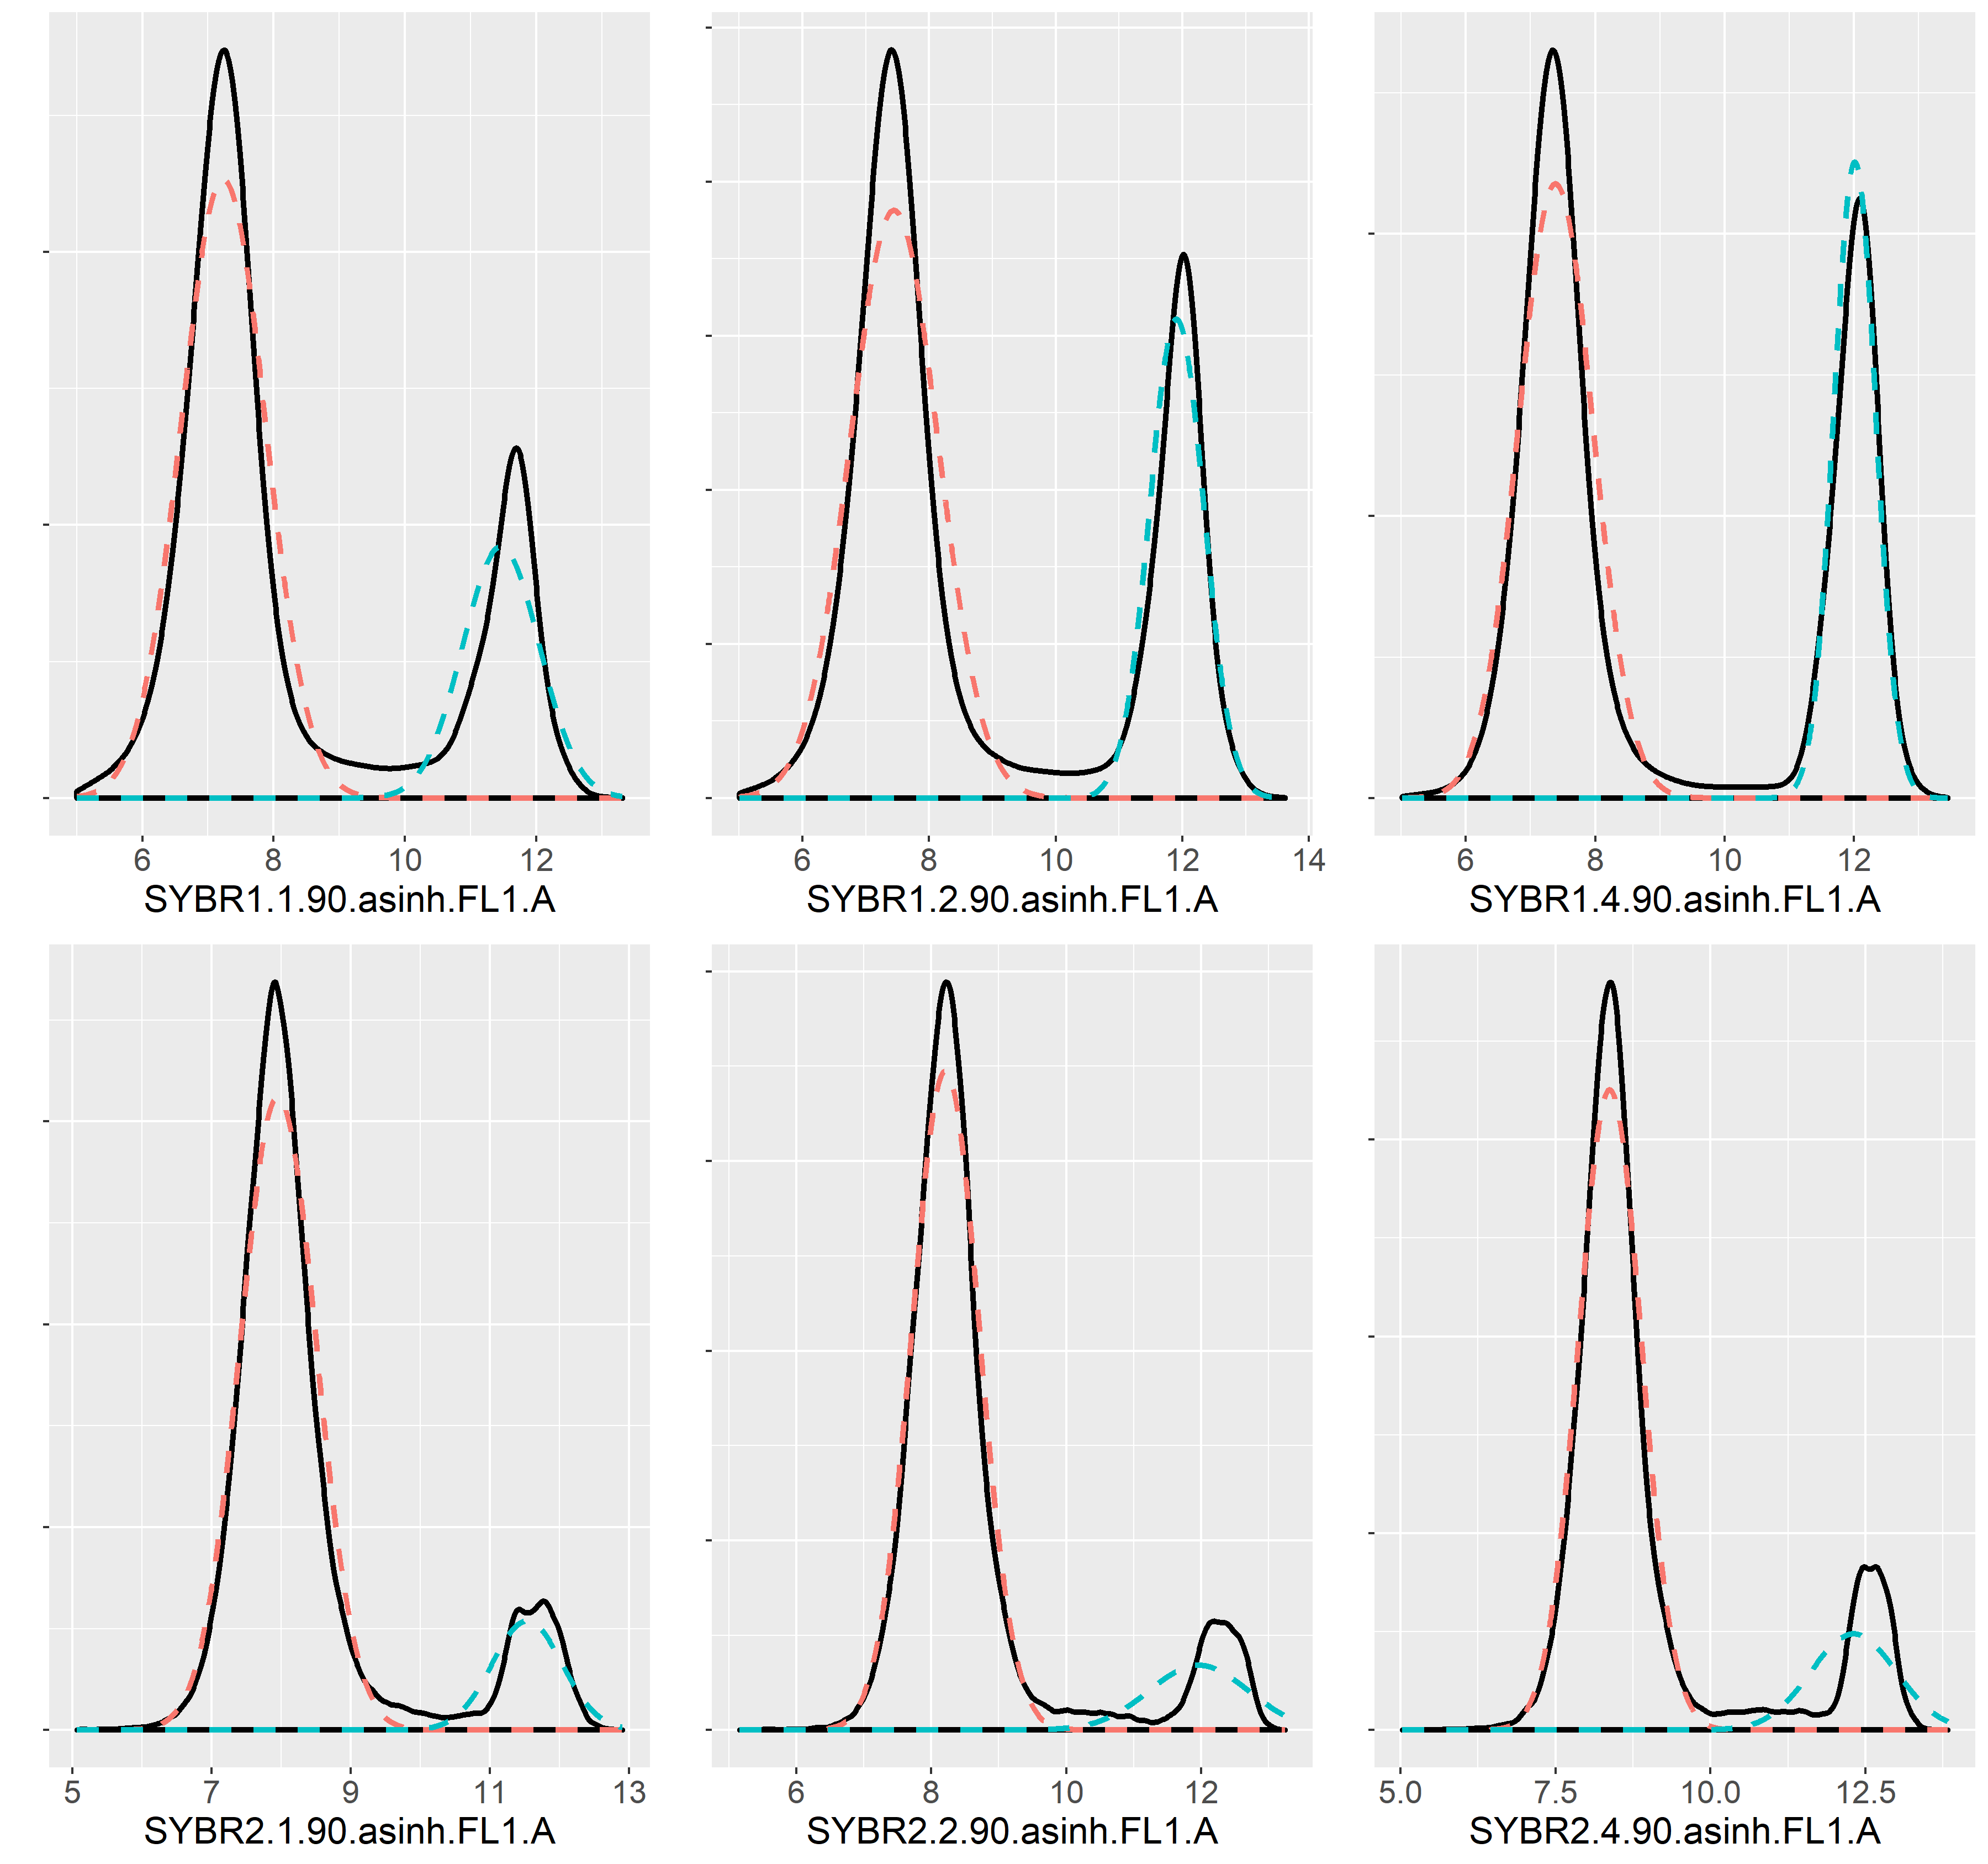 6 8 10 12
6 8 10 12 14
6 8 10 12
SYBR1.1.90.asinh.FL1.A
SYBR1.2.90.asinh.FL1.A
SYBR1.4.90.asinh.FL1.A
5 7 9 11 13
6 8 10 12
5.0 7.5 10.0 12.5
SYBR2.1.90.asinh.FL1.A
SYBR2.2.90.asinh.FL1.A
SYBR2.4.90.asinh.FL1.A